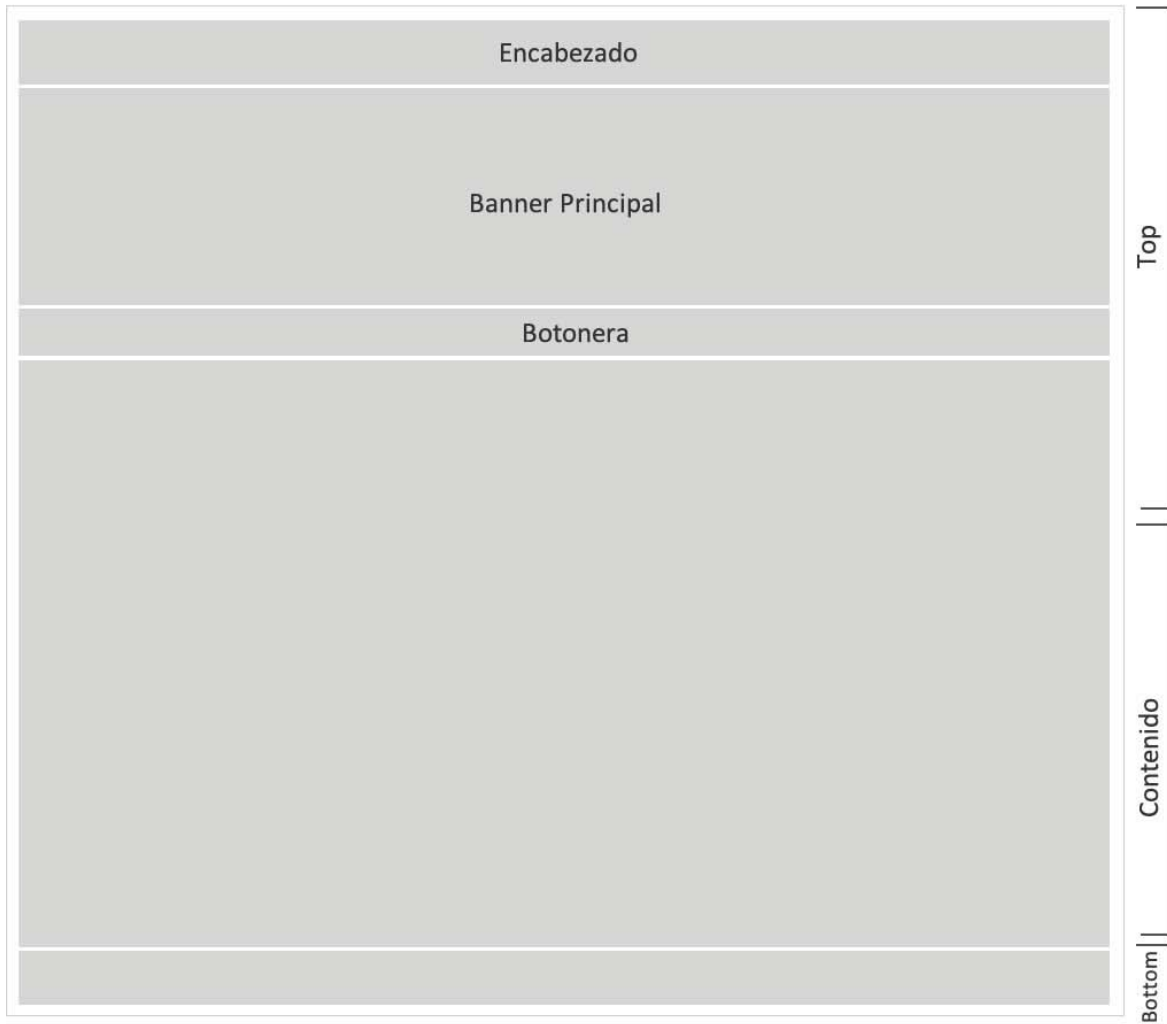 Encabezado
Banner Principal
Botonera
Top
Contenido
Bottom